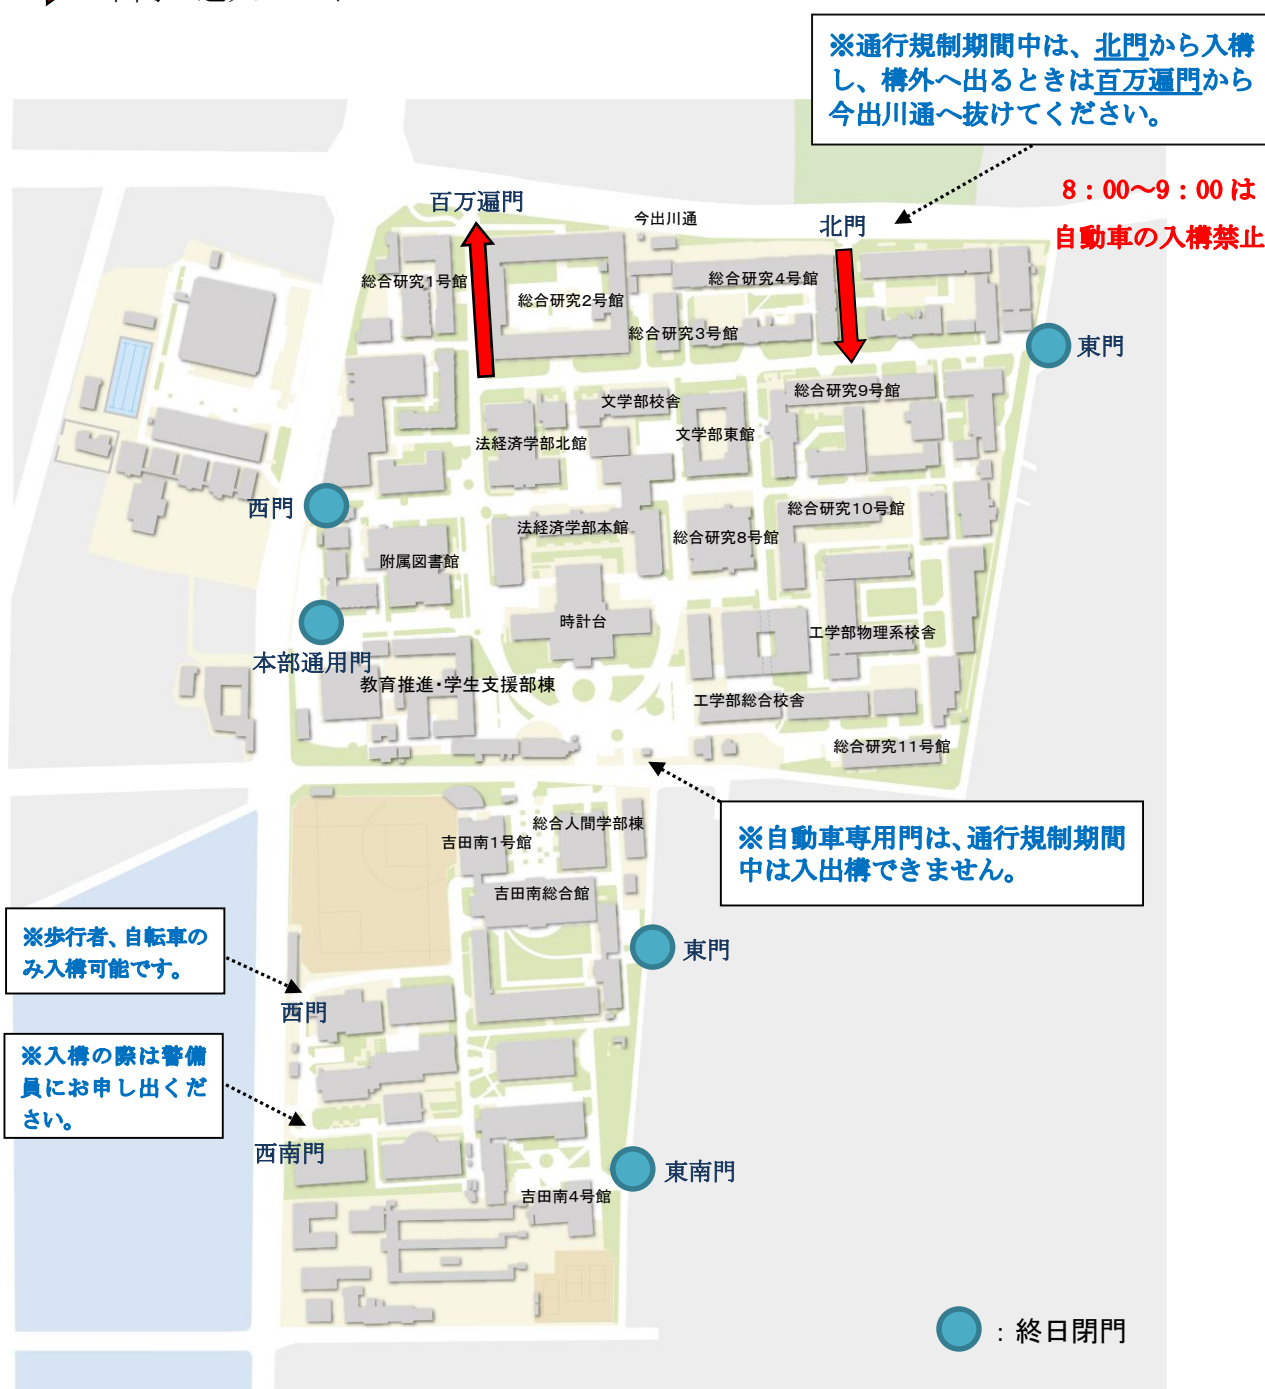 ※通行規制期間中は、北門から入構
し、構外へ出るときは百万遍門から
今出川通へ抜けてください。
8：00～9：00は
自動車の入構禁止
百万遍門
今出川通
北門
総合研究1号館
総合研究2号館
総合研究4号館
総合研究3号館
東門
総合研究9号館
文学部校舎
文学部東館
法経済学部北館
西門
総合研究10号館
法経済学部本館
総合研究8号館
附属図書館
時計台
工学部物理系校舎
本部通用門
教育推進・学生支援部棟
工学部総合校舎
総合研究11号館
※自動車専用門は、通行規制期間
中は入出構できません。
総合人間学部棟
吉田南1号館
吉田南総合館
※歩行者、自転車の
み入構可能です。
東門
西門
※入構の際は警備
員にお申し出くだ
さい。
西南門
東南門
吉田南4号館
：終日閉門